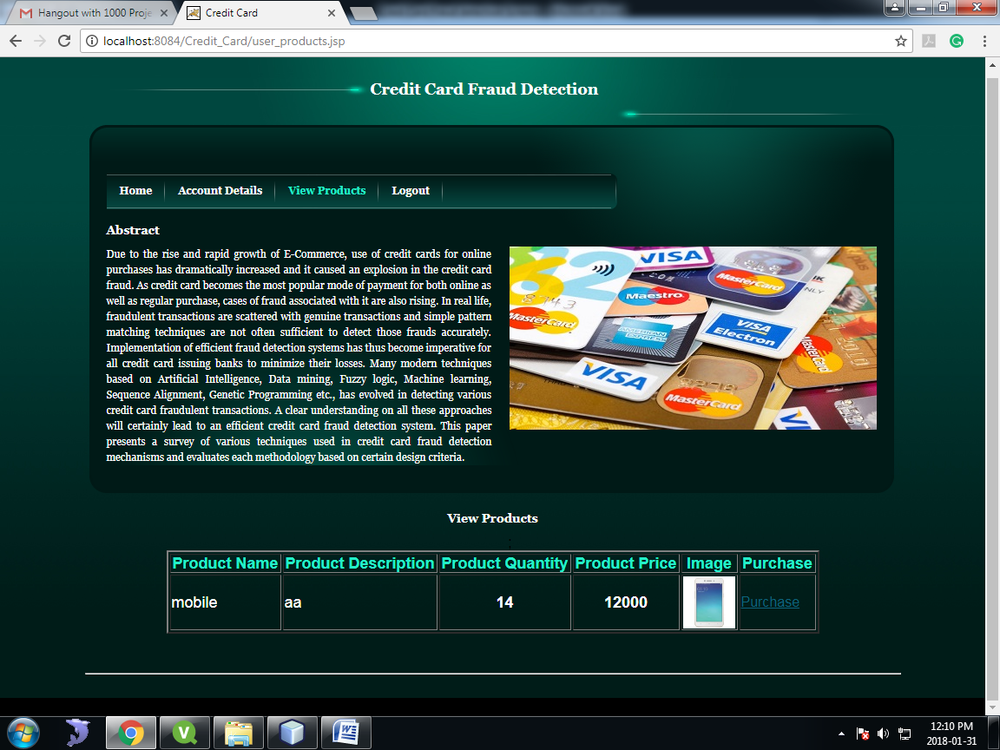 Hangout with 1000 Proje
Credit Card
localhost:8084/Credit_Card/user_products.jsp
Credit Card Fraud Detection
Home Account Details View Products Logout
Abstract
Due to the rise and rapid growth of E-Commerce, use of credit cards for online
purchases has dramatically increased and it caused an explosion in the credit card
fraud. As credit card becomes the most popular mode of payment for both online as
well as regular purchase, cases of fraud associated with it are also rising. In real life,
fraudulent transactions are scattered with genuine transactions and simple pattern
matching techniques are not often sufficient to detect those frauds accurately.
Implementation of efficient fraud detection systems has thus become imperative for
all credit card issuing banks to minimize their losses. Many modern techniques
based on Artificial Intelligence, Data mining, Fuzzy logic, Machine learning,
Sequence Alignment, Genetic Programming etc., has evolved in detecting various
credit card fraudulent transactions. A clear understanding on all these approaches
will certainly lead to an efficient credit card fraud detection system. This paper
presents a survey of various techniques used in credit card fraud detection
mechanisms and evaluates each methodology based on certain design criteria.
VISA
MasterCard
Maestro
8743
MasterCard
AMERICAN EXPRESS
VISA Electron
VISA
MasterCard
MasterCard
VISA
View Products
Product Name Product Description Product Quantity Product Price Image Purchase
mobile aa 14 12000 Purchase
12:10 PM
2018-01-31